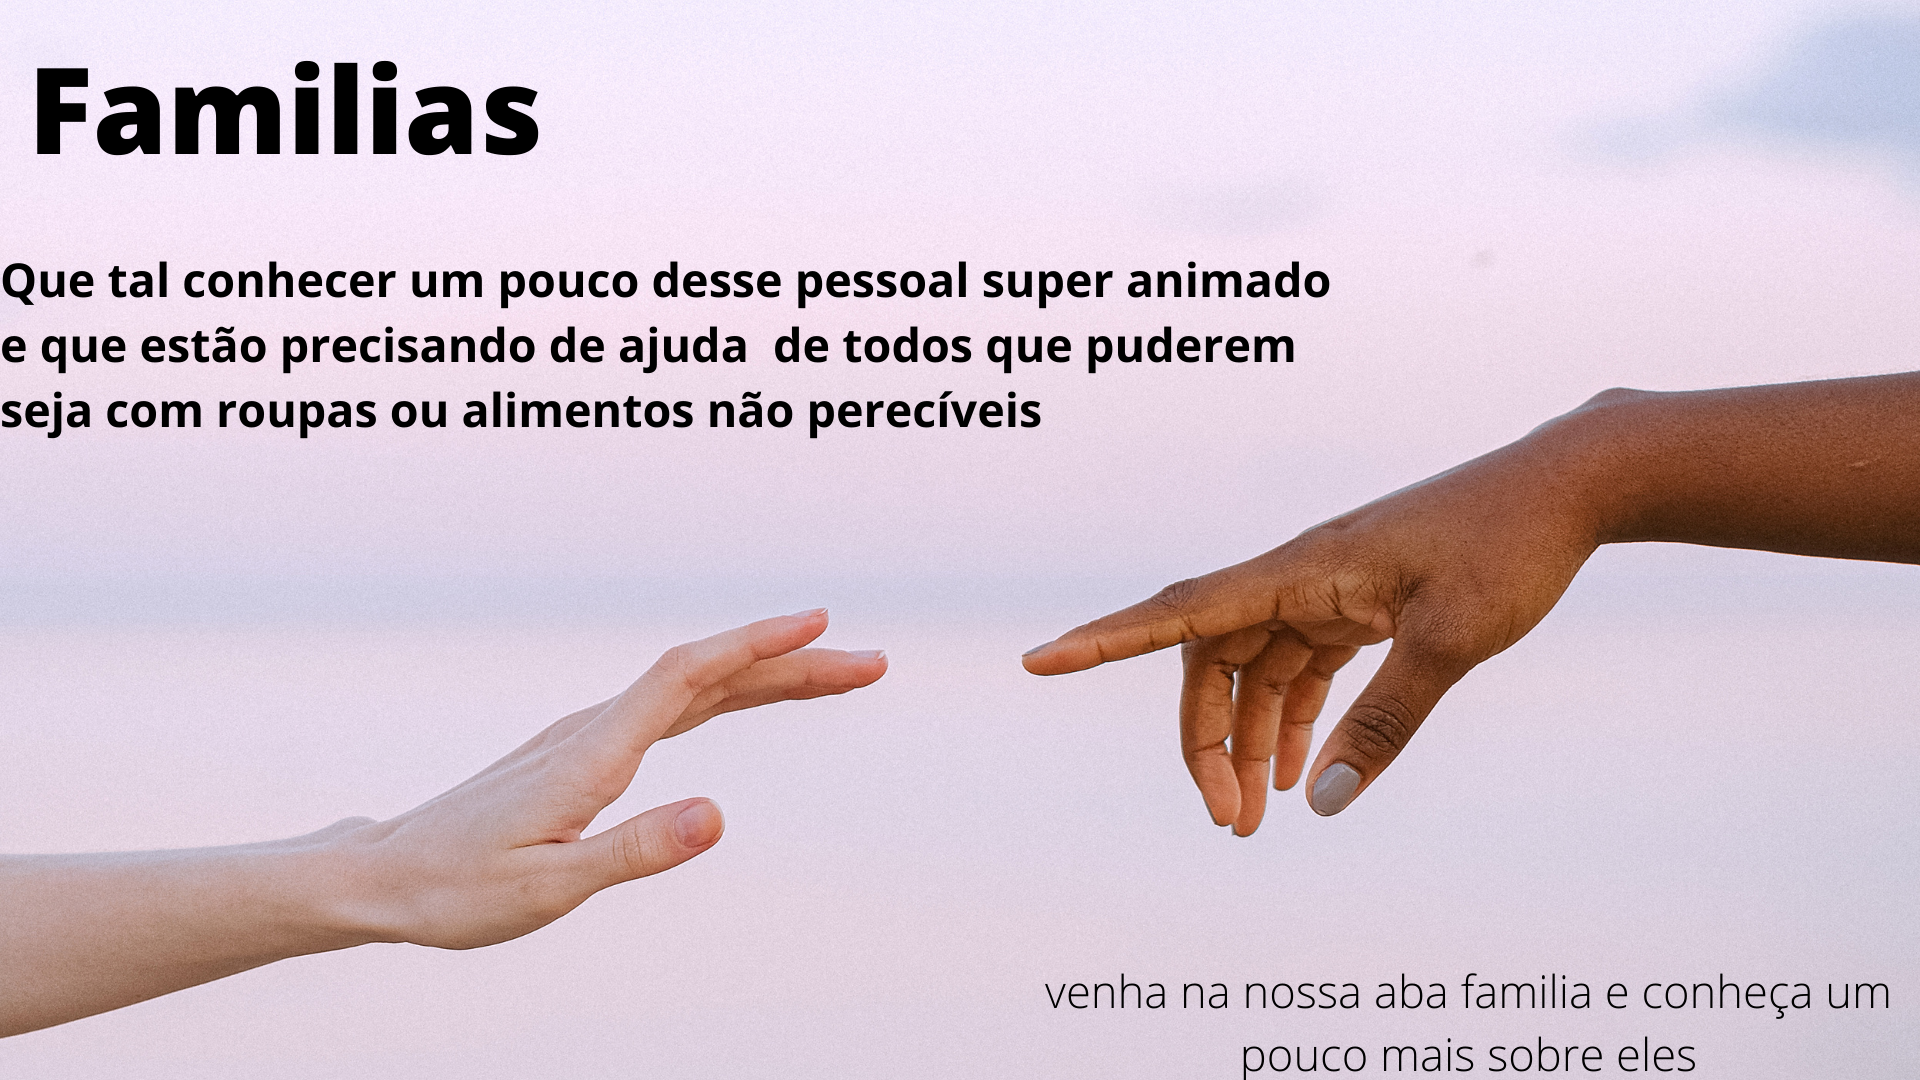 Familias
Que tal conhecer um pouco desse pessoal super animado
e que estão precisando de ajuda  de todos que puderem
seja com roupas ou alimentos não perecíveis
venha na nossa aba familia e conheça um
pouco mais sobre eles